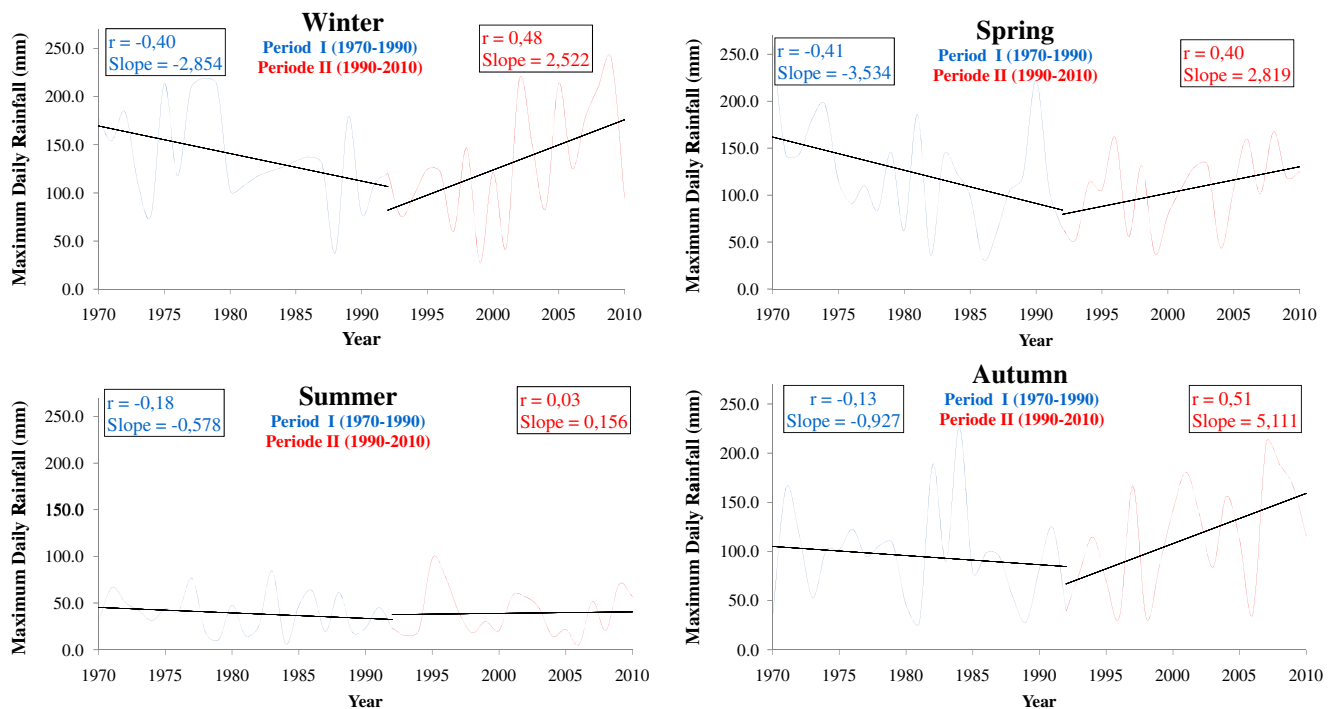 Winter
r = -0,40
Slope = -2,854
Period I (1970-1990)
Periode II (1990-2010)
r = 0,48
Slope = 2,522
Maximum Daily Rainfall (mm)
250.0
200.0
150.0
100.0
50.0
0.0
1970 1975 1980 1985 1990 1995 2000 2005 2010
Year
Spring
r = -0,41
Slope = -3,534
Period I (1970-1990)
Periode II (1990-2010)
r = 0,40
Slope = 2,819
Maximum Daily Rainfall (mm)
250.0
200.0
150.0
100.0
50.0
0.0
1970 1975 1980 1985 1990 1995 2000 2005 2010
Year
Summer
r = -0,18
Slope = -0,578
Period I (1970-1990)
Periode II (1990-2010)
r = 0,03
Slope = 0,156
Maximum Daily Rainfall (mm)
250.0
200.0
150.0
100.0
50.0
0.0
1970 1975 1980 1985 1990 1995 2000 2005 2010
Year
Autumn
r = -0,13
Slope = -0,927
Period I (1970-1990)
Periode II (1990-2010)
r = 0,51
Slope = 5,111
Maximum Daily Rainfall (mm)
250.0
200.0
150.0
100.0
50.0
0.0
1970 1975 1980 1985 1990 1995 2000 2005 2010
Year